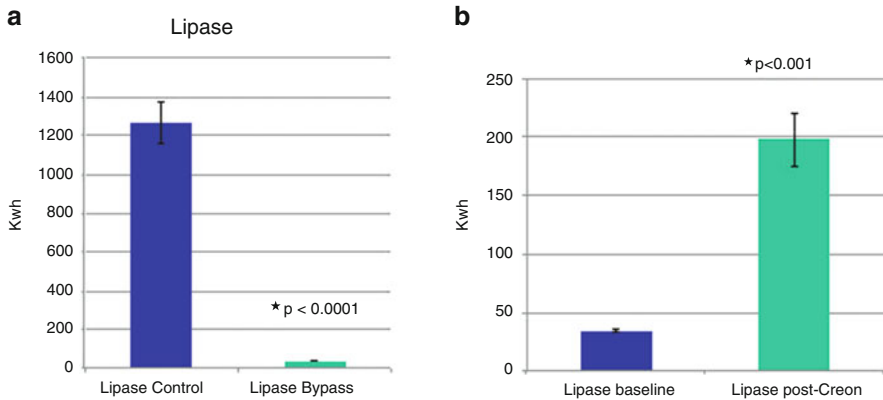 a
Lipase
1600
1400
1200
1000
800
600
400
200
0
Kwh
★ p < 0.0001
Lipase Control
Lipase Bypass
b
★ p<0.001
250
200
150
100
50
0
Kwh
Lipase baseline
Lipase post-Creon